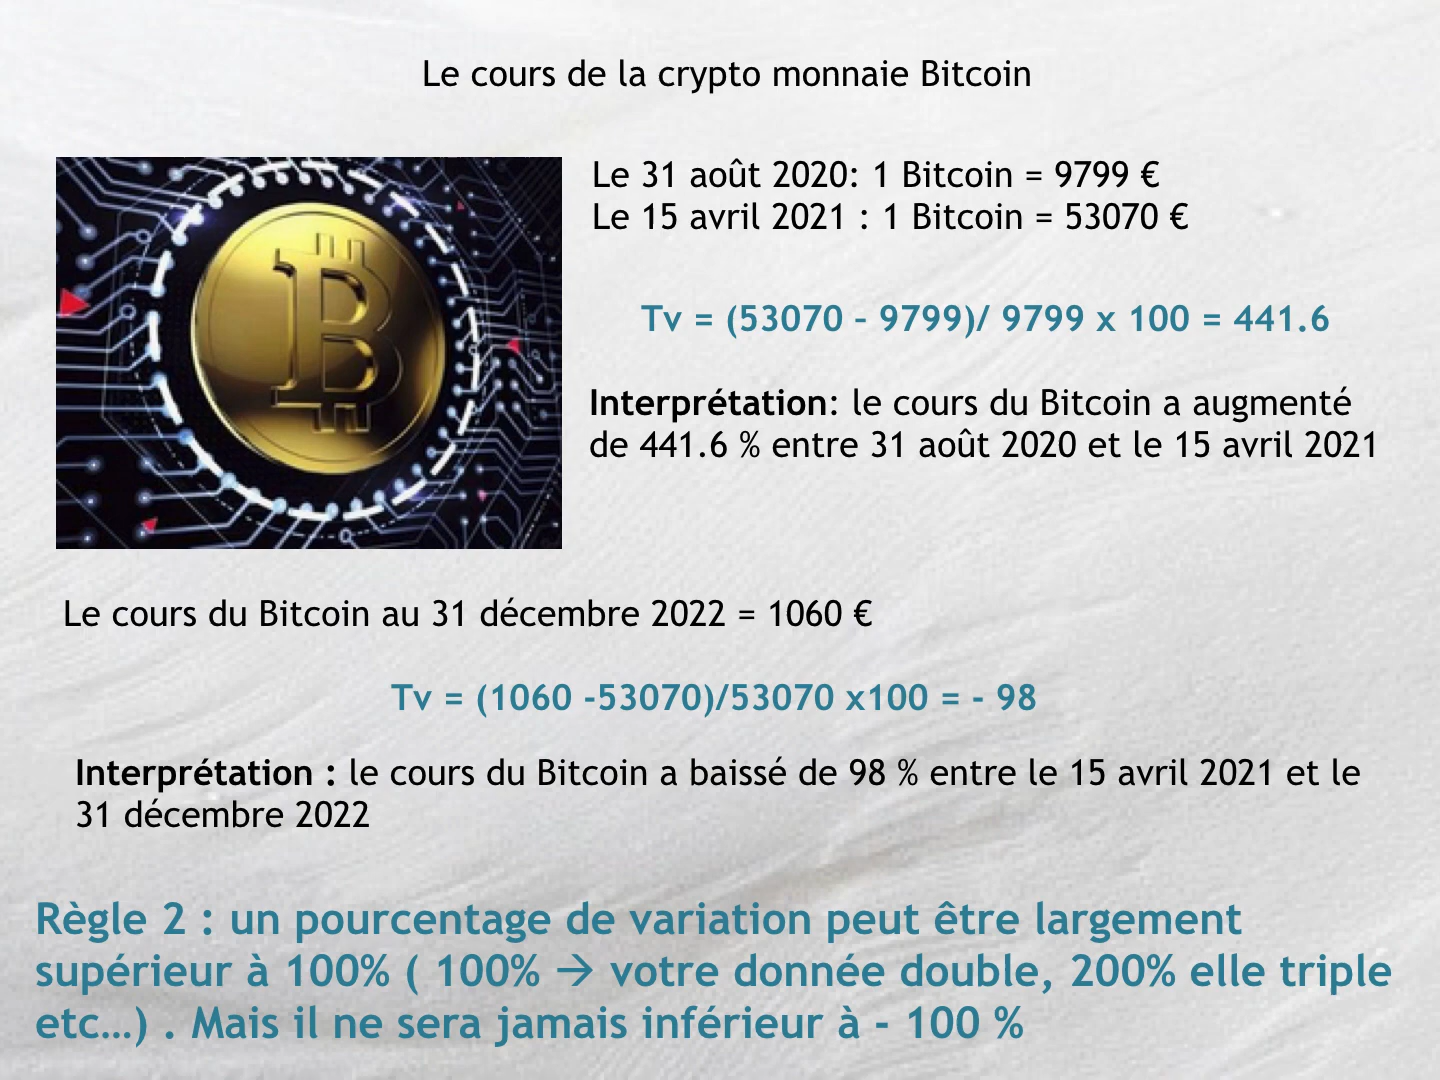 Le cours de la crypto monnaie Bitcoin
Le 31 août 2020: 1 Bitcoin = 9799 €
Le 15 avril 2021 : 1 Bitcoin = 53070 €
Tv = (53070 – 9799)/ 9799 x 100 = 441.6
Interprétation: le cours du Bitcoin a augmenté
de 441.6 % entre 31 août 2020 et le 15 avril 2021
Le cours du Bitcoin au 31 décembre 2022 = 1060 €
Tv = (1060 -53070)/53070 x100 = - 98
Interprétation : le cours du Bitcoin a baissé de 98 % entre le 15 avril 2021 et le
31 décembre 2022
Règle 2 : un pourcentage de variation peut être largement
supérieur à 100% ( 100% → votre donnée double, 200% elle triple
etc…) . Mais il ne sera jamais inférieur à - 100 %